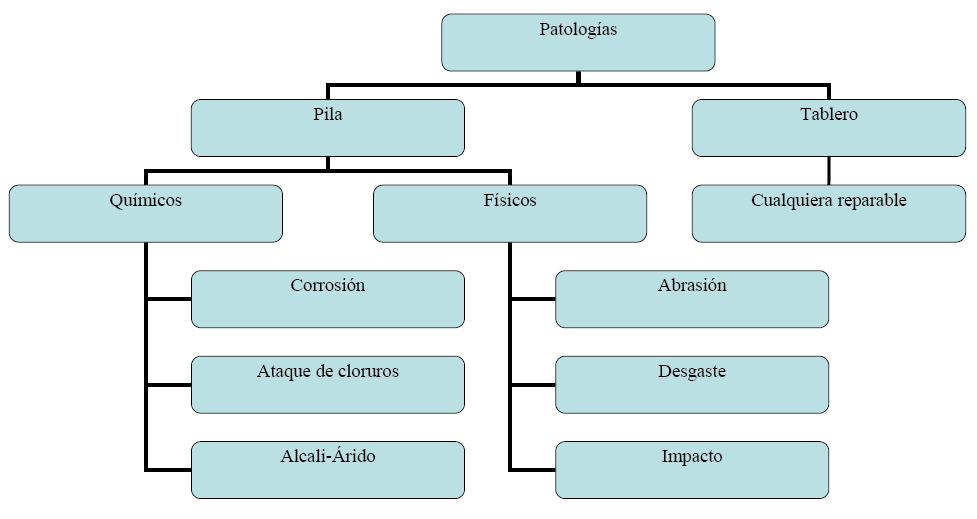 Patologías
Pila
Tablero
Químicos
Físicos
Cualquiera reparable
Corrosión
Abrasión
Ataque de cloruros
Desgaste
Alcali-Árido
Impacto